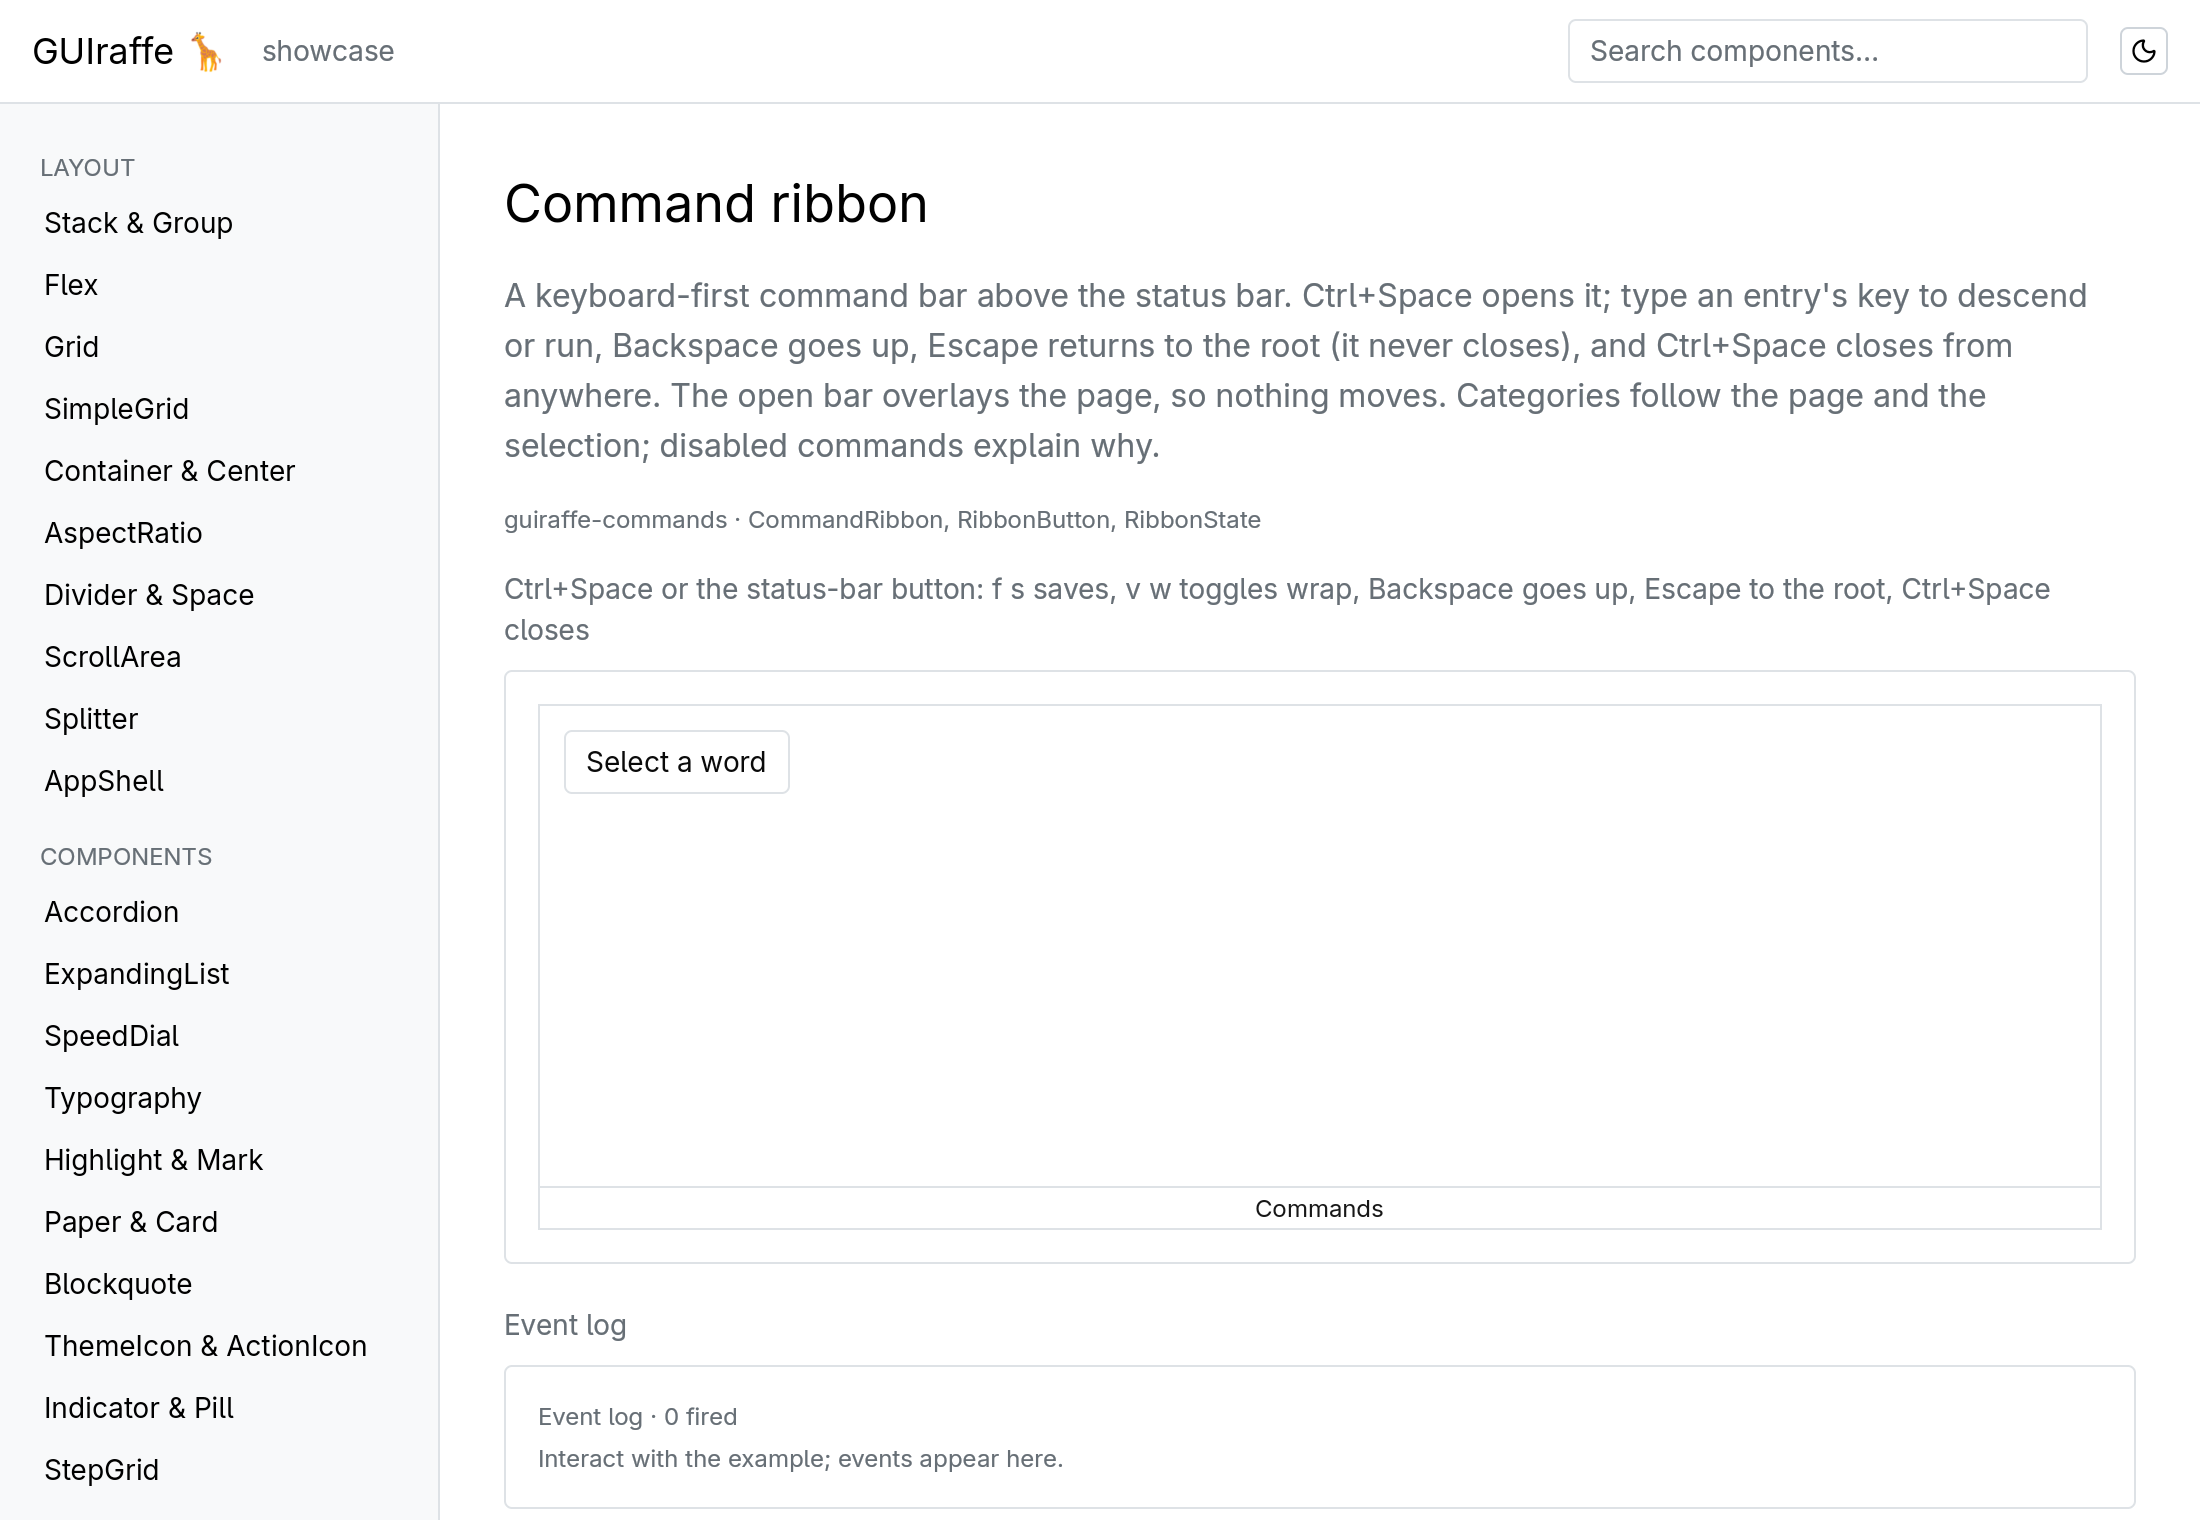 GUIraffe 🦒 showcase Search components...
LAYOUT
Stack & Group
Flex
Grid
SimpleGrid
Container & Center
AspectRatio
Divider & Space
ScrollArea
Splitter
AppShell
COMPONENTS
Accordion
ExpandingList
SpeedDial
Typography
Highlight & Mark
Paper & Card
Blockquote
ThemeIcon & ActionIcon
Indicator & Pill
StepGrid
Command ribbon
A keyboard-first command bar above the status bar. Ctrl+Space opens it; type an entry's key to descend
or run, Backspace goes up, Escape returns to the root (it never closes), and Ctrl+Space closes from
anywhere. The open bar overlays the page, so nothing moves. Categories follow the page and the
selection; disabled commands explain why.
guiraffe-commands · CommandRibbon, RibbonButton, RibbonState
Ctrl+Space or the status-bar button: f s saves, v w toggles wrap, Backspace goes up, Escape to the root, Ctrl+Space
closes
Select a word
Commands
Event log
Event log · 0 fired
Interact with the example; events appear here.